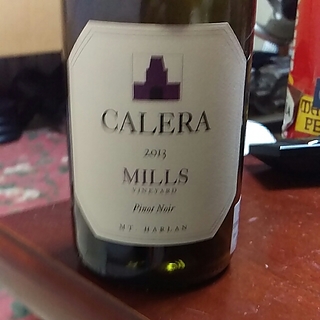 CALERA
2013
MILLS
VINEYARD
Pinot Noir
MT HARLAN